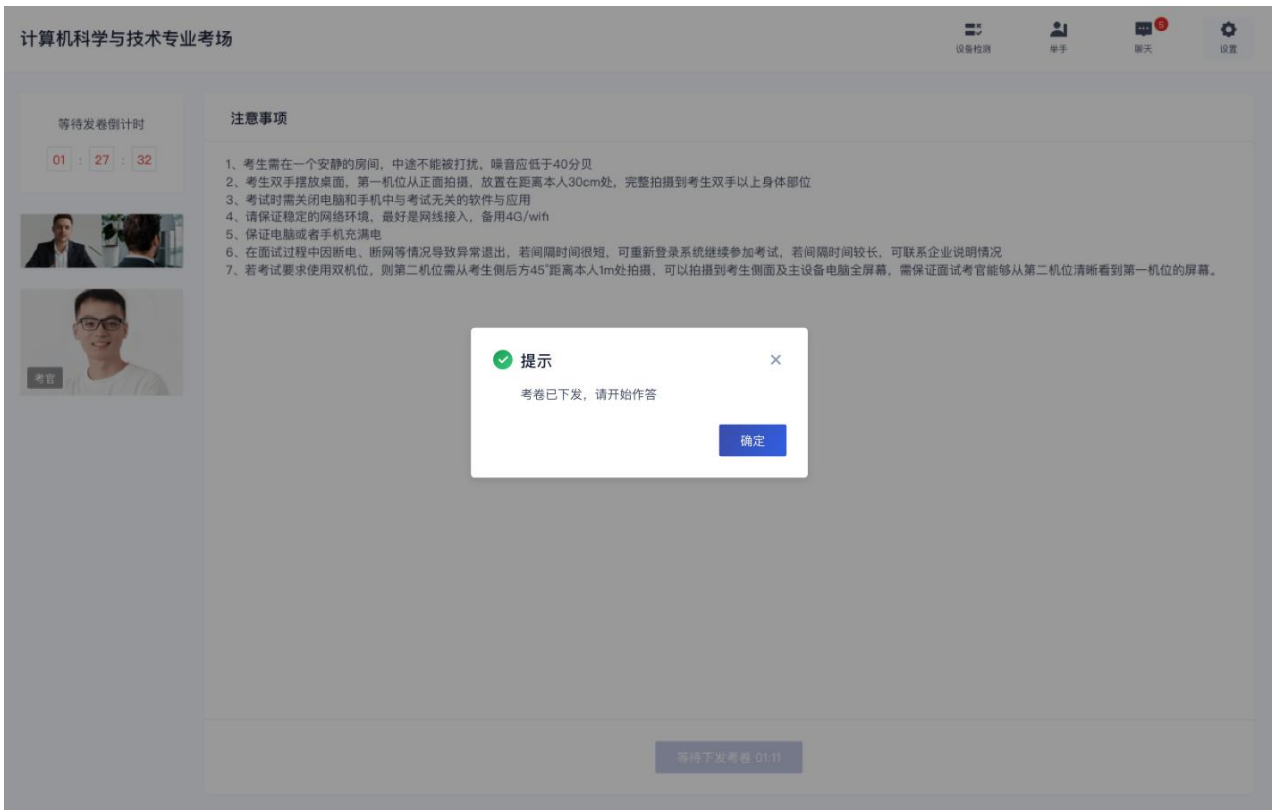 计算机科学与技术专业考场
设备检测
举手
5
聊天
设置
等待发卷倒计时
01 : 27 : 32
考官
注意事项
1、考生需在一个安静的房间，中途不能被打扰，噪音应低于40分贝
2、考生双手摆放桌面，第一机位从正面拍摄，放置在距离本人30cm处，完整拍摄到考生双手以上身体部位
3、考试时需关闭电脑和手机中与考试无关的软件与应用
4、请保证稳定的网络环境，最好是网线接入，备用4G/wifi
5、保证电脑或者手机充满电
6、在面试过程中因断电、断网等情况导致异常退出，若间隔时间很短，可重新登录系统继续参加考试，若间隔时间较长，可联系企业说明情况
7、若考试要求使用双机位，则第二机位需从考生侧后方45°距离本人1m处拍摄，可以拍摄到考生侧面及主设备电脑全屏幕，需保证面试考官能够从第二机位清晰看到第一机位的屏幕。
提示
考卷已下发，请开始作答
确定
等待下发考卷 01:11